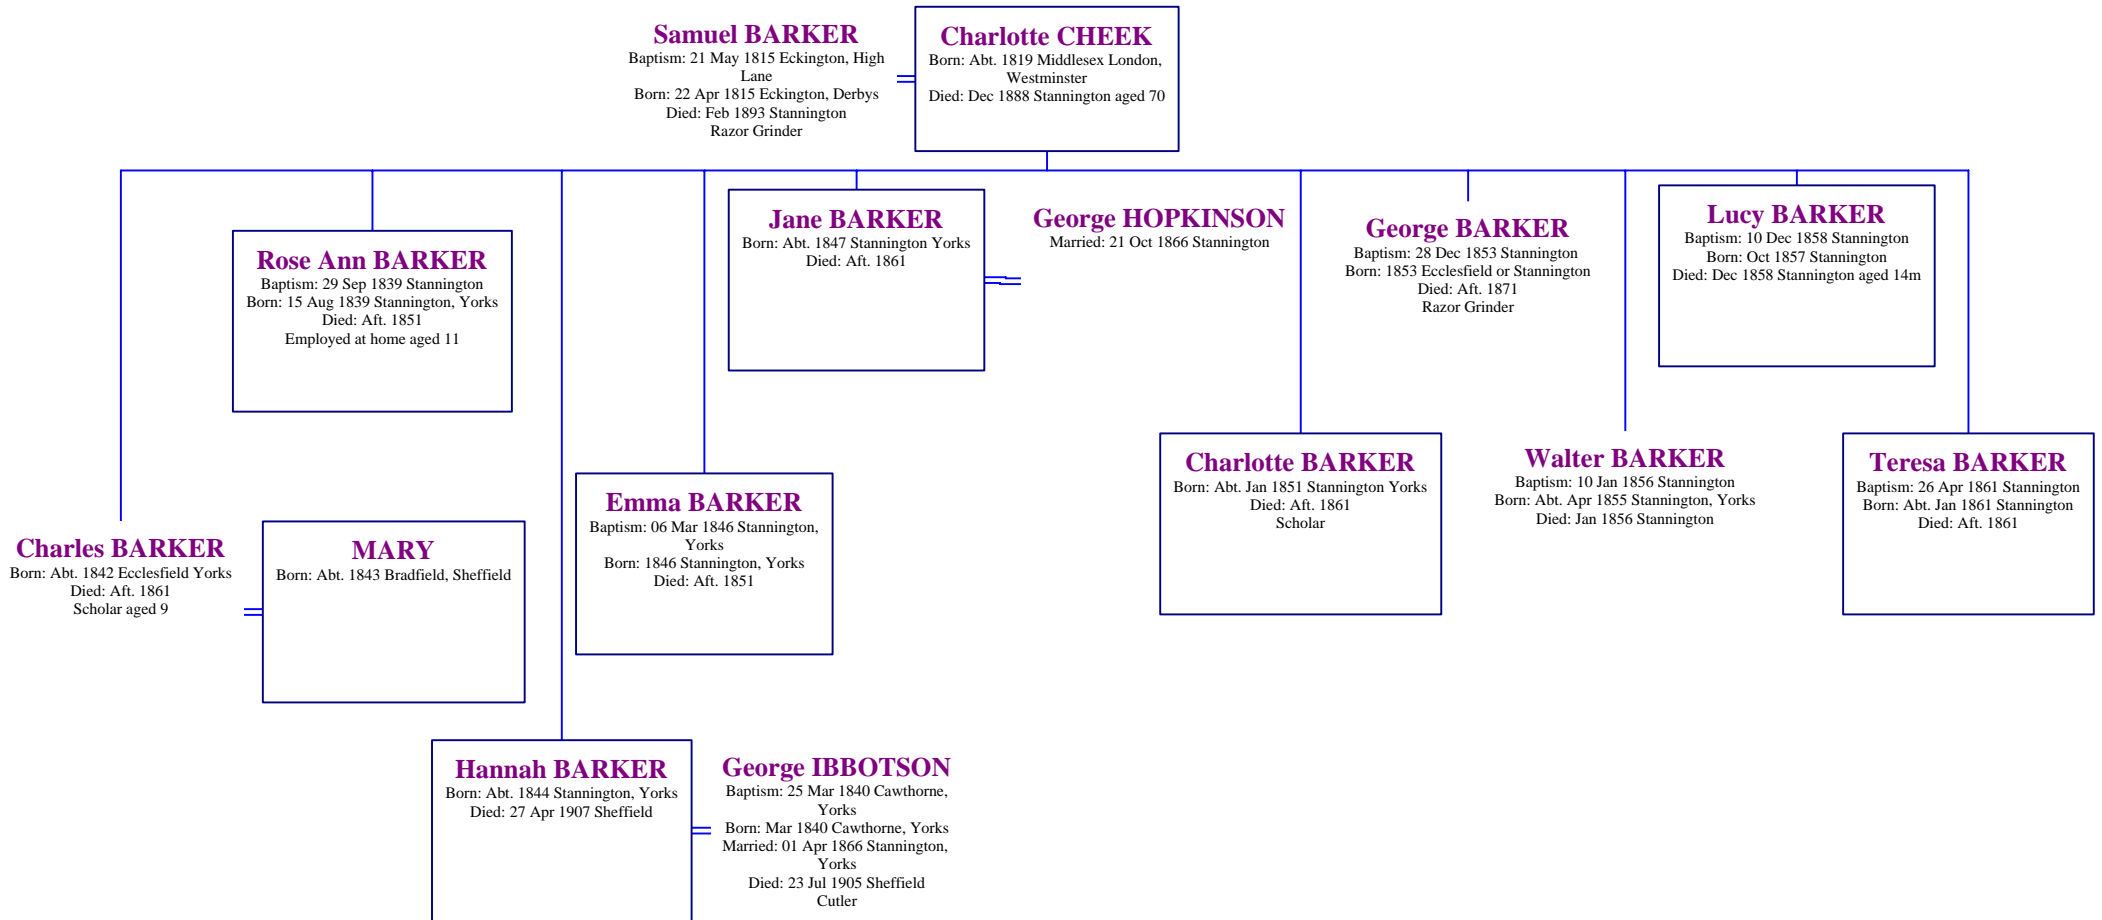 Samuel BARKER
Baptism: 21 May 1815 Eckington, High
Lane
Born: 22 Apr 1815 Eckington, Derbys
Died: Feb 1893 Stannington
Razor Grinder
Charlotte CHEEK
Born: Abt. 1819 Middlesex London,
Westminster
Died: Dec 1888 Stannington aged 70
Rose Ann BARKER
Baptism: 29 Sep 1839 Stannington
Born: 15 Aug 1839 Stannington, Yorks
Died: Aft. 1851
Employed at home aged 11
Jane BARKER
Born: Abt. 1847 Stannington Yorks
Died: Aft. 1861
George HOPKINSON
Married: 21 Oct 1866 Stannington
George BARKER
Baptism: 28 Dec 1853 Stannington
Born: 1853 Ecclesfield or Stannington
Died: Aft. 1871
Razor Grinder
Lucy BARKER
Baptism: 10 Dec 1858 Stannington
Born: Oct 1857 Stannington
Died: Dec 1858 Stannington aged 14m
Charles BARKER
Born: Abt. 1842 Ecclesfield Yorks
Died: Aft. 1861
Scholar aged 9
MARY
Born: Abt. 1843 Bradfield, Sheffield
Emma BARKER
Baptism: 06 Mar 1846 Stannington,
Yorks
Born: 1846 Stannington, Yorks
Died: Aft. 1851
Charlotte BARKER
Born: Abt. Jan 1851 Stannington Yorks
Died: Aft. 1861
Scholar
Walter BARKER
Baptism: 10 Jan 1856 Stannington
Born: Abt. Apr 1855 Stannington, Yorks
Died: Jan 1856 Stannington
Teresa BARKER
Baptism: 26 Apr 1861 Stannington
Born: Abt. Jan 1861 Stannington
Died: Aft. 1861
Hannah BARKER
Born: Abt. 1844 Stannington, Yorks
Died: 27 Apr 1907 Sheffield
George IBBOTSON
Baptism: 25 Mar 1840 Cawthorne,
Yorks
Born: Mar 1840 Cawthorne, Yorks
Married: 01 Apr 1866 Stannington,
Yorks
Died: 23 Jul 1905 Sheffield
Cutler